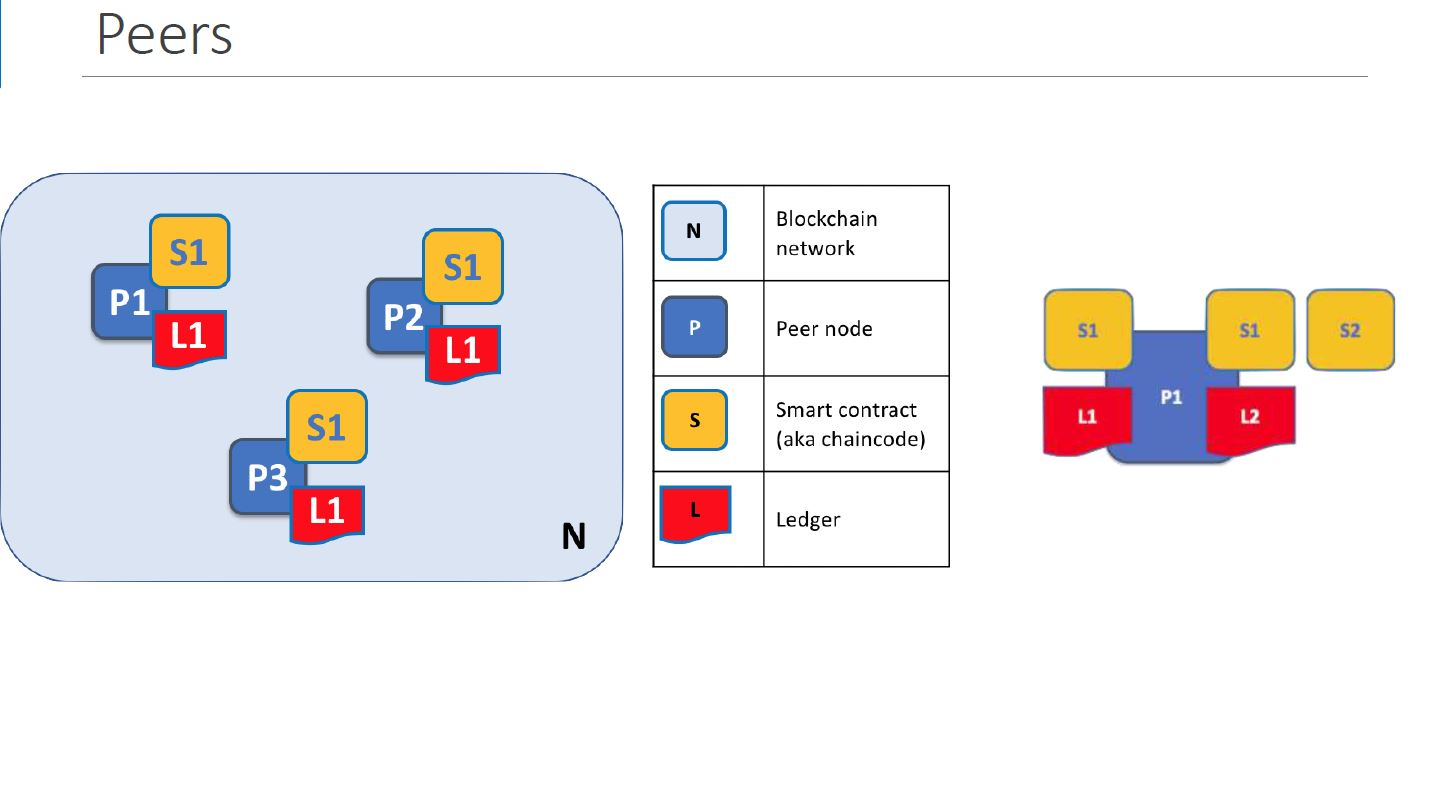 Peers
S1
P1
L1
S1
P2
L1
S1
P3
L1
N
N
Blockchain
network
P
Peer node
S
Smart contract
(aka chaincode)
L
Ledger
S1
S1
S2
P1
L1
L2